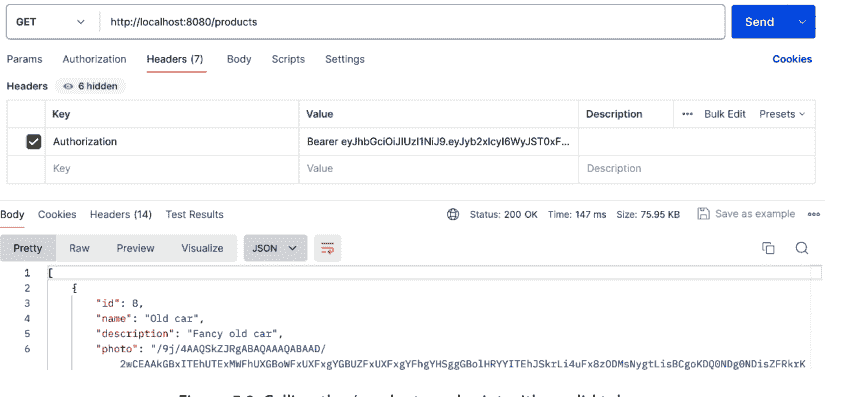 GET http://localhost:8080/products Send
Params Authorization Headers (7) Body Scripts Settings Cookies
Headers 6 hidden
Key Value Description ••• Bulk Edit Presets
Authorization Bearer eyJhbGciOiJIUzI1NiJ9.eyJyb2xlcyI6WyJST0xF...
Key Value Description
Body Cookies Headers (14) Test Results Status: 200 OK Time: 147 ms Size: 75.95 KB Save as example •••
Pretty Raw Preview Visualize JSON
1 [
2 {
3 "id": 8,
4 "name": "Old car",
5 "description": "Fancy old car",
6 "photo": "/9j/4AAQSkZJRgABAQAAAQABAAD/
2wCEAAkGBxITEhUTExMWFhUXGBoWFxUXFxgYGBUZFxUXFxgYFhgYHSggGBolHRYYITEhJSkrLi4uFx8zODMsNygtLisBCgoKDQ0NDg0NDisZFRkrK